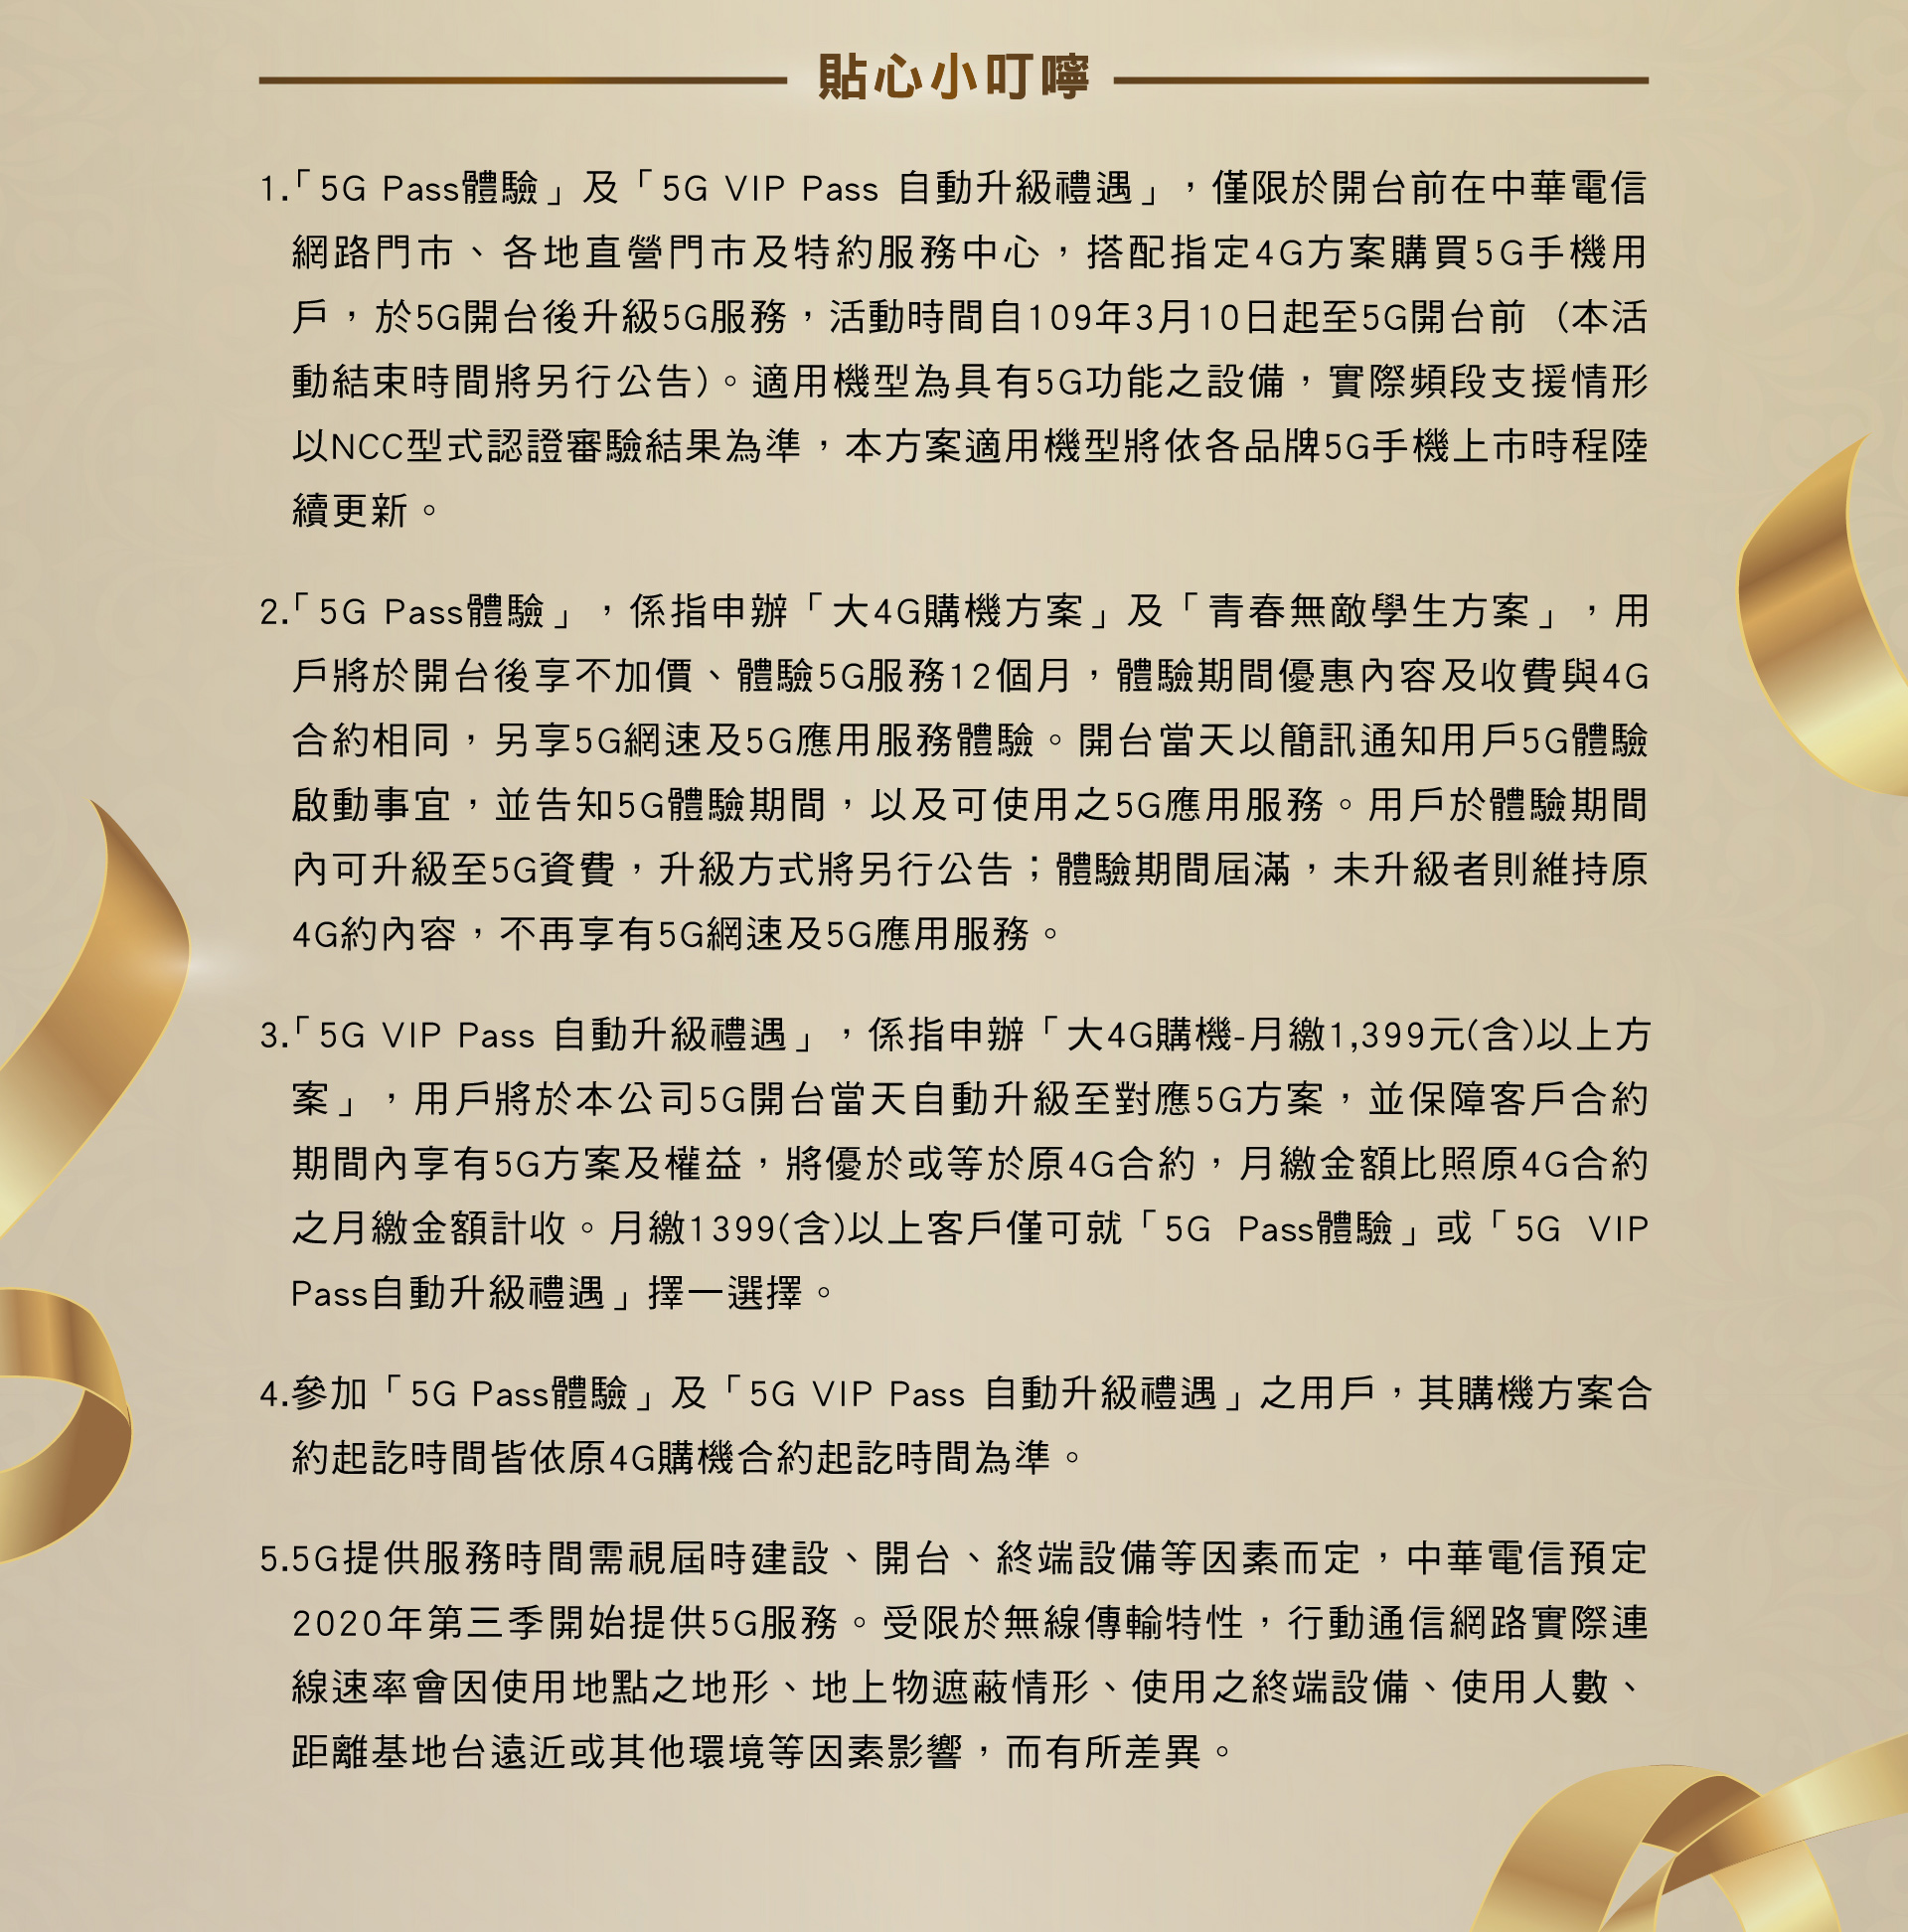 貼心小叮嚀
1.「5G Pass體驗」及「5G VIP Pass 自動升級禮遇」，僅限於開台前在中華電信
網路門市、各地直營門市及特約服務中心，搭配指定4G方案購買5G手機用
戶，於5G開台後升級5G服務，活動時間自109年3月10日起至5G開台前（本活
動結束時間將另行公告)。適用機型為具有5G功能之設備，實際頻段支援情形
以NCC型式認證審驗結果為準，本方案適用機型將依各品牌5G手機上市時程陸
續更新。
2.「5G Pass體驗」，係指申辦「大4G購機方案」及「青春無敵學生方案」，用
戶將於開台後享不加價、體驗5G服務12個月，體驗期間優惠內容及收費與4G
合約相同，另享5G網速及5G應用服務體驗。開台當天以簡訊通知用戶5G體驗
啟動事宜，並告知5G體驗期間，以及可使用之5G應用服務。用戶於體驗期間
內可升級至5G資費，升級方式將另行公告；體驗期間屆滿，未升級者則維持原
4G約內容，不再享有5G網速及5G應用服務。
3.「5G VIP Pass 自動升級禮遇」，係指申辦「大4G購機-月繳1,399元(含)以上方
案」，用戶將於本公司5G開台當天自動升級至對應5G方案，並保障客戶合約
期間內享有5G方案及權益，將優於或等於原4G合約，月繳金額比照原4G合約
之月繳金額計收。月繳1399(含)以上客戶僅可就「5G Pass體驗」或「5G VIP
Pass自動升級禮遇」擇一選擇。
4.參加「5G Pass體驗」及「5G VIP Pass 自動升級禮遇」之用戶，其購機方案合
約起訖時間皆依原4G購機合約起訖時間為準。
5.5G提供服務時間需視屆時建設、開台、終端設備等因素而定，中華電信預定
2020年第三季開始提供5G服務。受限於無線傳輸特性，行動通信網路實際連
線速率會因使用地點之地形、地上物遮蔽情形、使用之終端設備、使用人數、
距離基地台遠近或其他環境等因素影響，而有所差異。